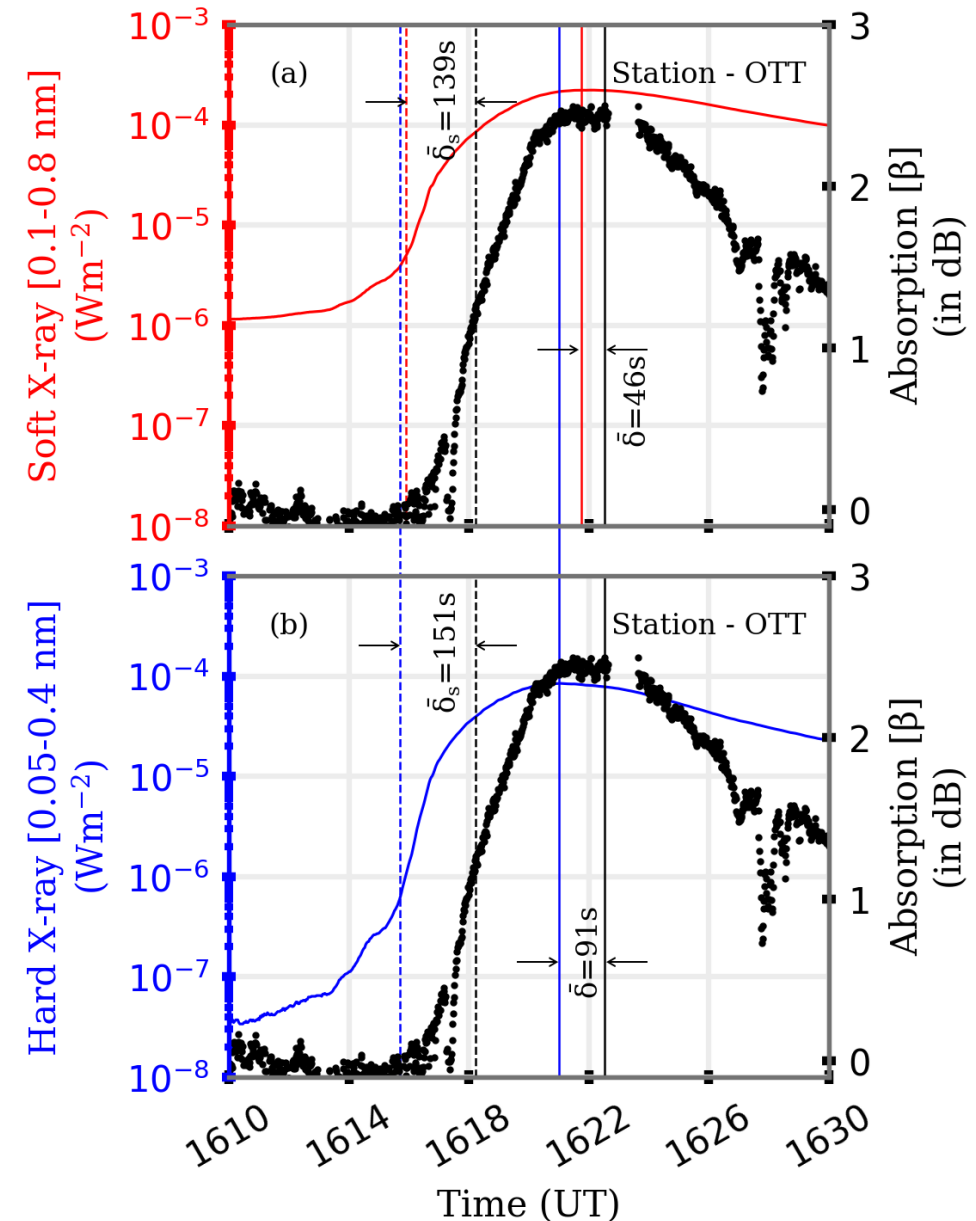 10⁻³
10⁻⁴
10⁻⁵
10⁻⁶
10⁻⁷
10⁻⁸
Soft X-ray [0.1-0.8 nm]
(Wm⁻²)
(a)
Station - OTT
δ̄ₛ=139s
δ̄=46s
3
2
1
0
Absorption [β]
(in dB)
10⁻³
10⁻⁴
10⁻⁵
10⁻⁶
10⁻⁷
10⁻⁸
Hard X-ray [0.05-0.4 nm]
(Wm⁻²)
(b)
Station - OTT
δ̄ₛ=151s
δ̄=91s
3
2
1
0
Absorption [β]
(in dB)
1610 1614 1618 1622 1626 1630
Time (UT)